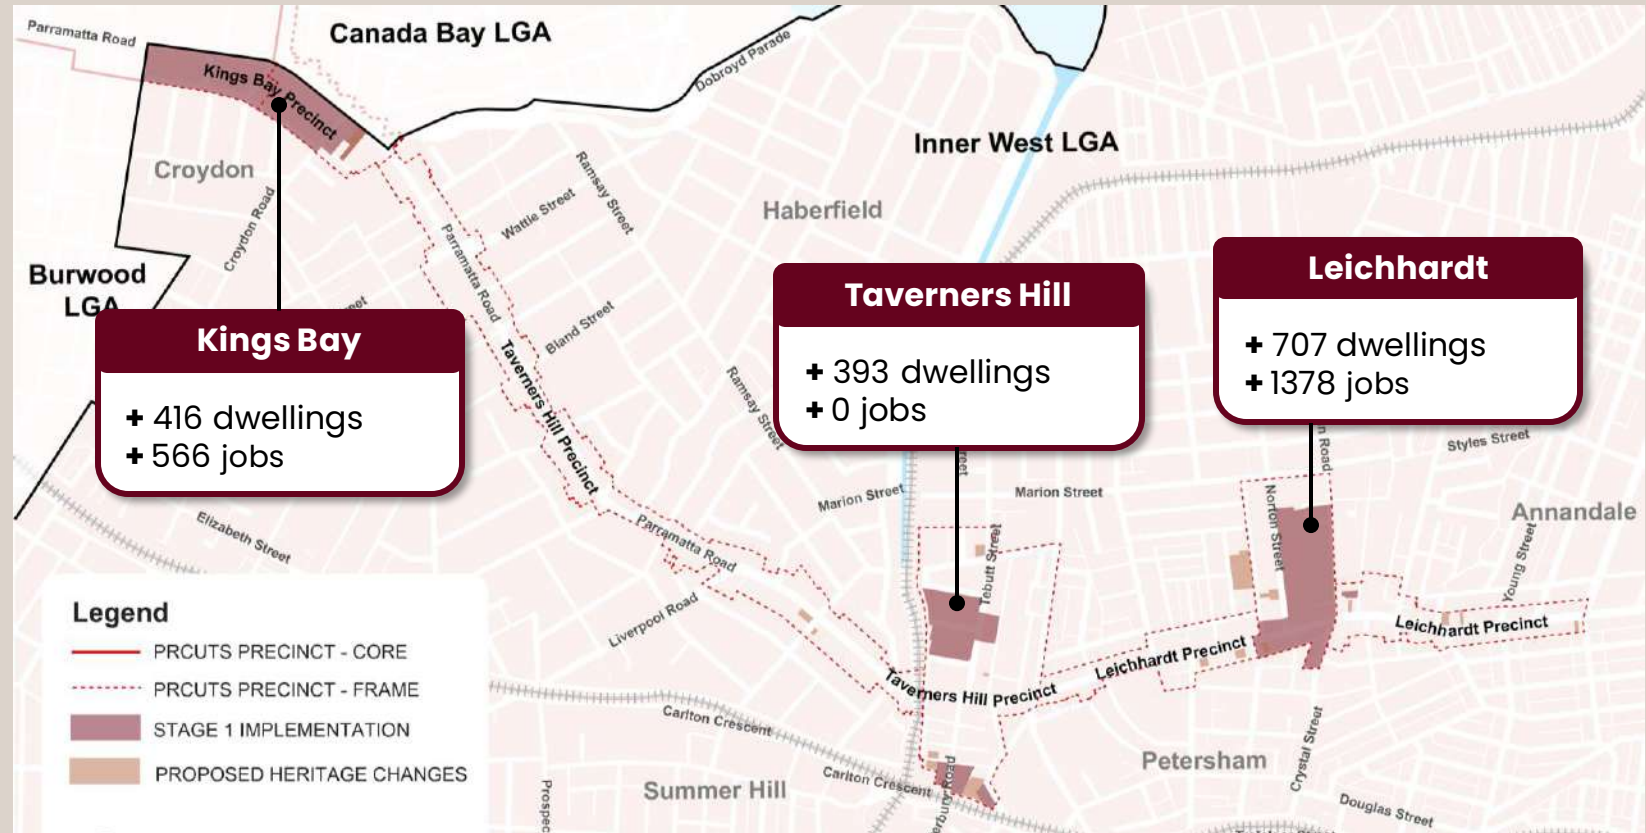 Parramatta Road
Canada Bay LGA
Kings Bay Precinct
Dobroyd Parade
Inner West LGA
Croydon
Ramsay Street
Wattle Street
Haberfield
Croydon Road
Parramatta Road
Burwood
LGA
Bland Street
Kings Bay
+ 416 dwellings
+ 566 jobs
Taverners Hill
+ 393 dwellings
+ 0 jobs
Leichhardt
+ 707 dwellings
+ 1378 jobs
Taverners Hill Precinct
Ramsay Street
Styles Street
Marion Street
Marion Street
Norton Street
Annandale
Elizabeth Street
Parramatta Road
Tebutt Street
Young Street
Liverpool Road
Leichhardt Precinct
Leichhardt Precinct
Taverners Hill Precinct
Carlton Crescent
Carlton Crescent
Summer Hill
Petersham
Crystal Street
Douglas Street
Legend
PRCUTS PRECINCT - CORE
PRCUTS PRECINCT - FRAME
STAGE 1 IMPLEMENTATION
PROPOSED HERITAGE CHANGES